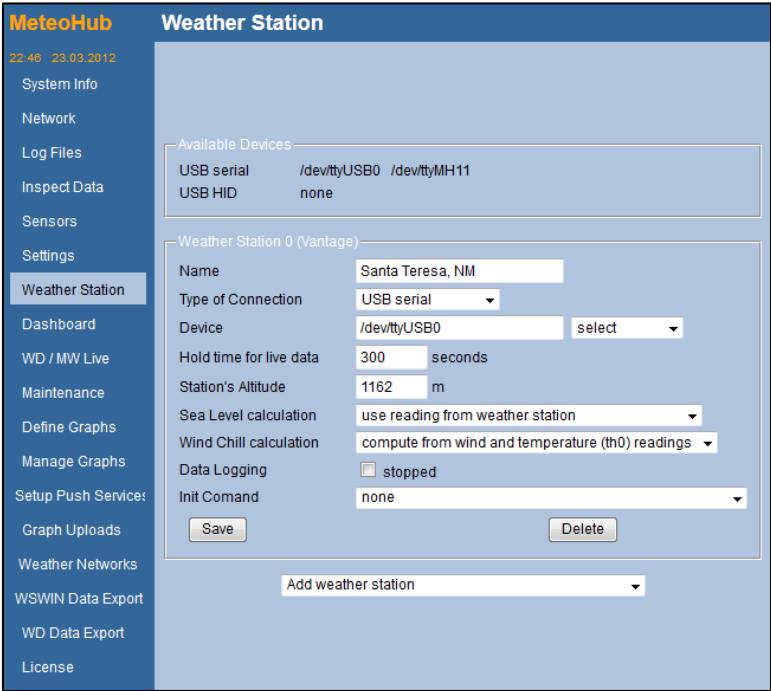 MeteoHub
Weather Station
22:46 23.03.2012
System Info
Network
Log Files
Inspect Data
Sensors
Settings
Weather Station
Dashboard
WD / MW Live
Maintenance
Define Graphs
Manage Graphs
Setup Push Services
Graph Uploads
Weather Networks
WSWIN Data Export
WD Data Export
License
Available Devices
USB serial /dev/ttyUSB0 /dev/ttyMH11
USB HID none
Weather Station 0 (Vantage)
Name Santa Teresa, NM
Type of Connection USB serial
Device /dev/ttyUSB0 select
Hold time for live data 300 seconds
Station's Altitude 1162 m
Sea Level calculation use reading from weather station
Wind Chill calculation compute from wind and temperature (th0) readings
Data Logging stopped
Init Comand none
Save Delete
Add weather station